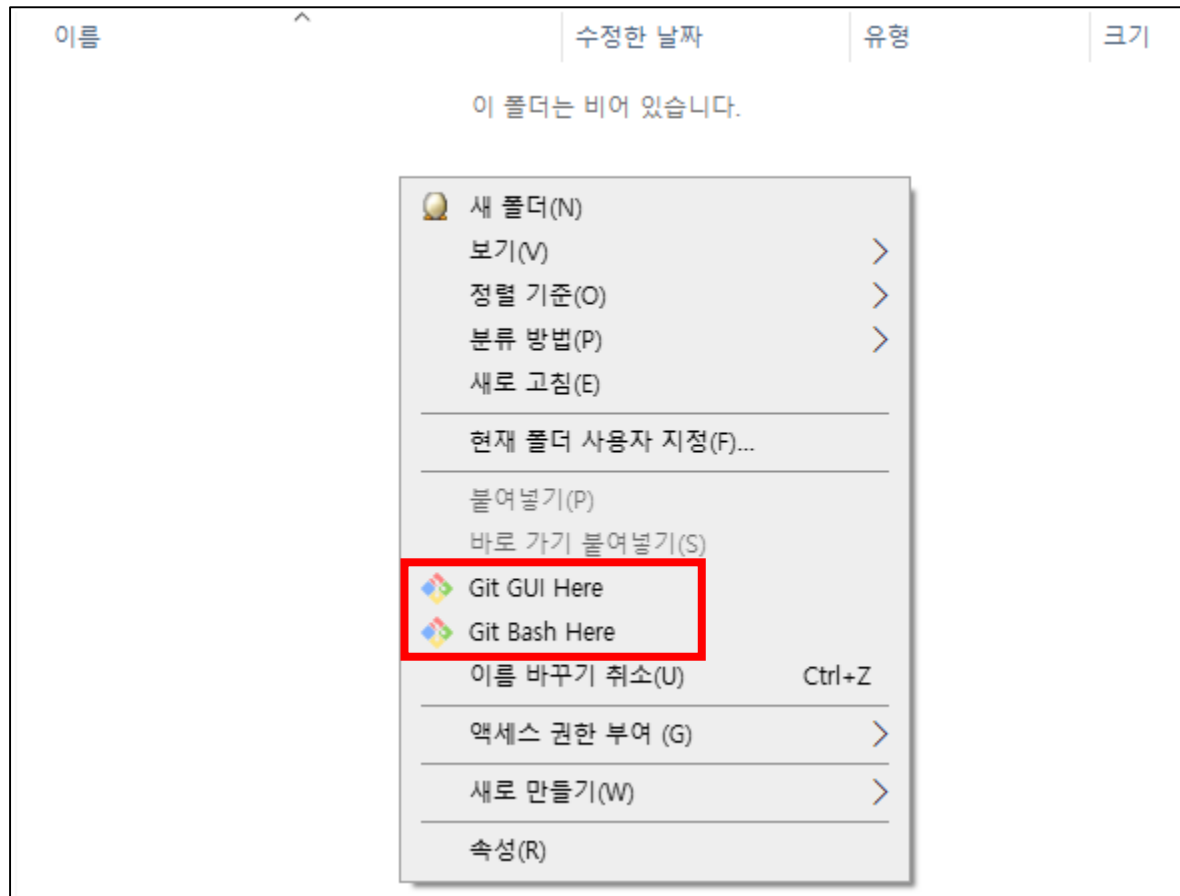 이름 수정한 날짜 유형 크기
이 폴더는 비어 있습니다.
새 폴더(N)
보기(V)
정렬 기준(O)
분류 방법(P)
새로 고침(E)
현재 폴더 사용자 지정(F)...
붙여넣기(P)
바로 가기 붙여넣기(S)
Git GUI Here
Git Bash Here
이름 바꾸기 취소(U) Ctrl+Z
액세스 권한 부여 (G)
새로 만들기(W)
속성(R)